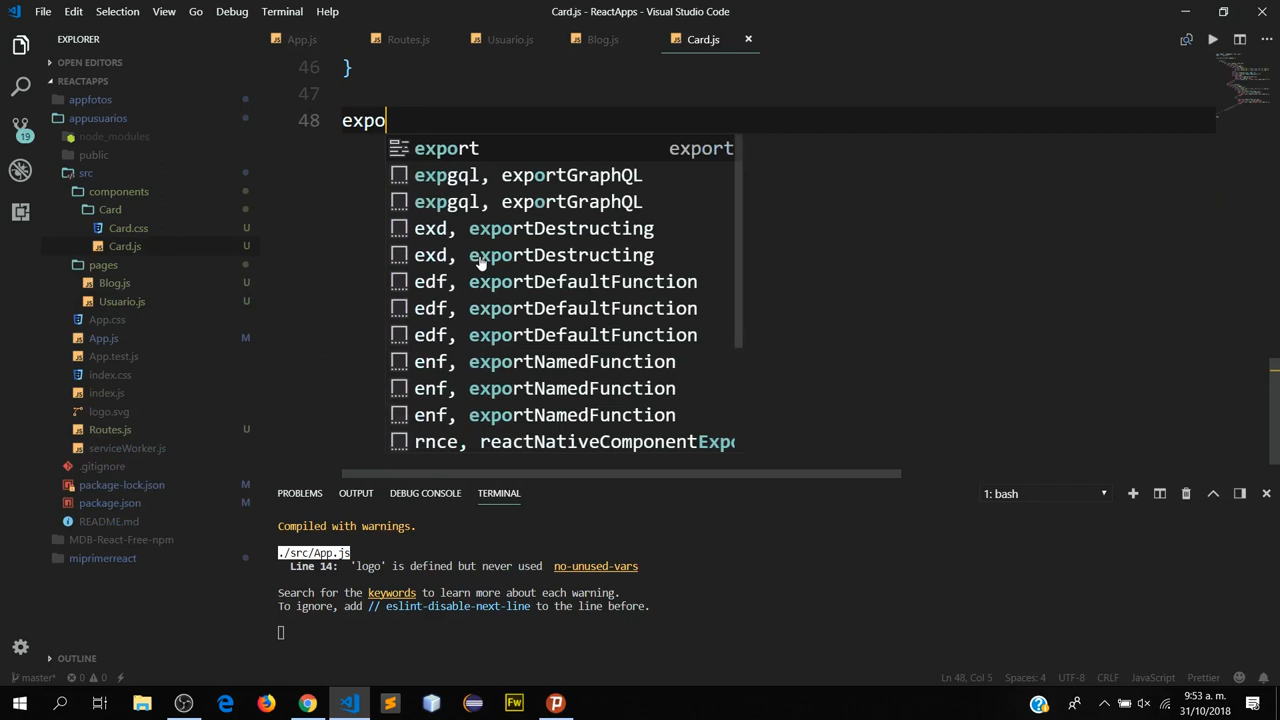 File Edit Selection View Go Debug Terminal Help
Card.js - ReactApps - Visual Studio Code
EXPLORER
App.js
Routes.js
Usuario.js
Blog.js
Card.js
OPEN EDITORS
REACTAPPS
appfotos
appusuarios
node_modules
public
src
components
Card
Card.css U
Card.js U
pages
Blog.js U
Usuario.js U
App.css
App.js M
App.test.js
index.css
index.js
logo.svg
Routes.js U
serviceWorker.js
.gitignore
package-lock.json M
package.json M
README.md
MDB-React-Free-npm
miprimerreact
OUTLINE
19
46 }
47
48 expo
export export
expgql, exportGraphQL
expgql, exportGraphQL
exd, exportDestructing
exd, exportDestructing
edf, exportDefaultFunction
edf, exportDefaultFunction
edf, exportDefaultFunction
enf, exportNamedFunction
enf, exportNamedFunction
enf, exportNamedFunction
rnce, reactNativeComponentExpo
PROBLEMS OUTPUT DEBUG CONSOLE TERMINAL
1: bash
Compiled with warnings.
./src/App.js
Line 14: 'logo' is defined but never used no-unused-vars
Search for the keywords to learn more about each warning.
To ignore, add // eslint-disable-next-line to the line before.
master* 0 0
Ln 48, Col 5 Spaces: 4 UTF-8 CRLF JavaScript Prettier
Fw
9:53 a. m.
31/10/2018